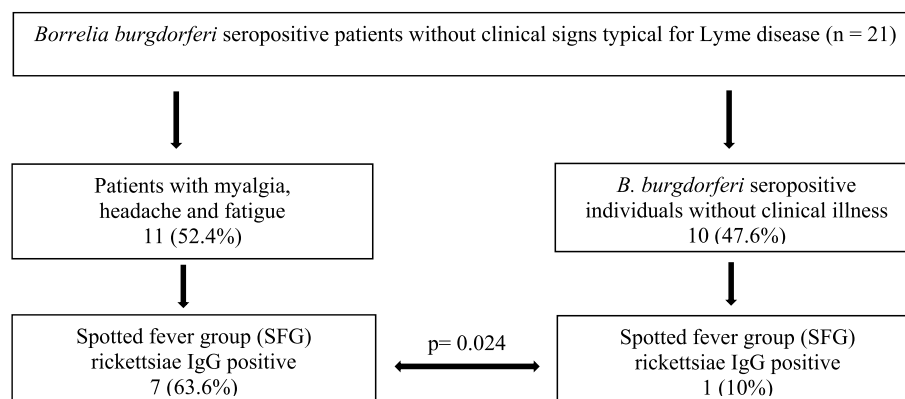 Borrelia burgdorferi seropositive patients without clinical signs typical for Lyme disease (n = 21)
Patients with myalgia,
headache and fatigue
11 (52.4%)
B. burgdorferi seropositive
individuals without clinical illness
10 (47.6%)
Spotted fever group (SFG)
rickettsiae IgG positive
7 (63.6%)
p= 0.024
Spotted fever group (SFG)
rickettsiae IgG positive
1 (10%)